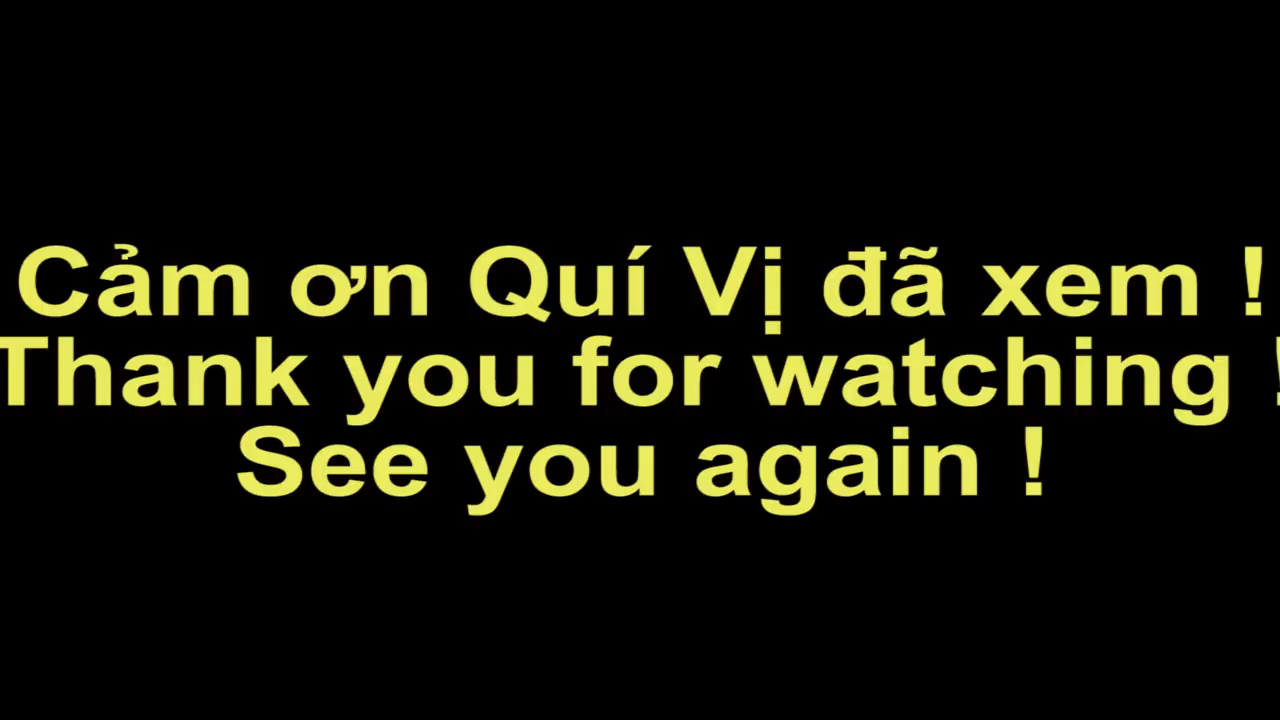 Cảm ơn Quí Vị đã xem !
Thank you for watching !
See you again !